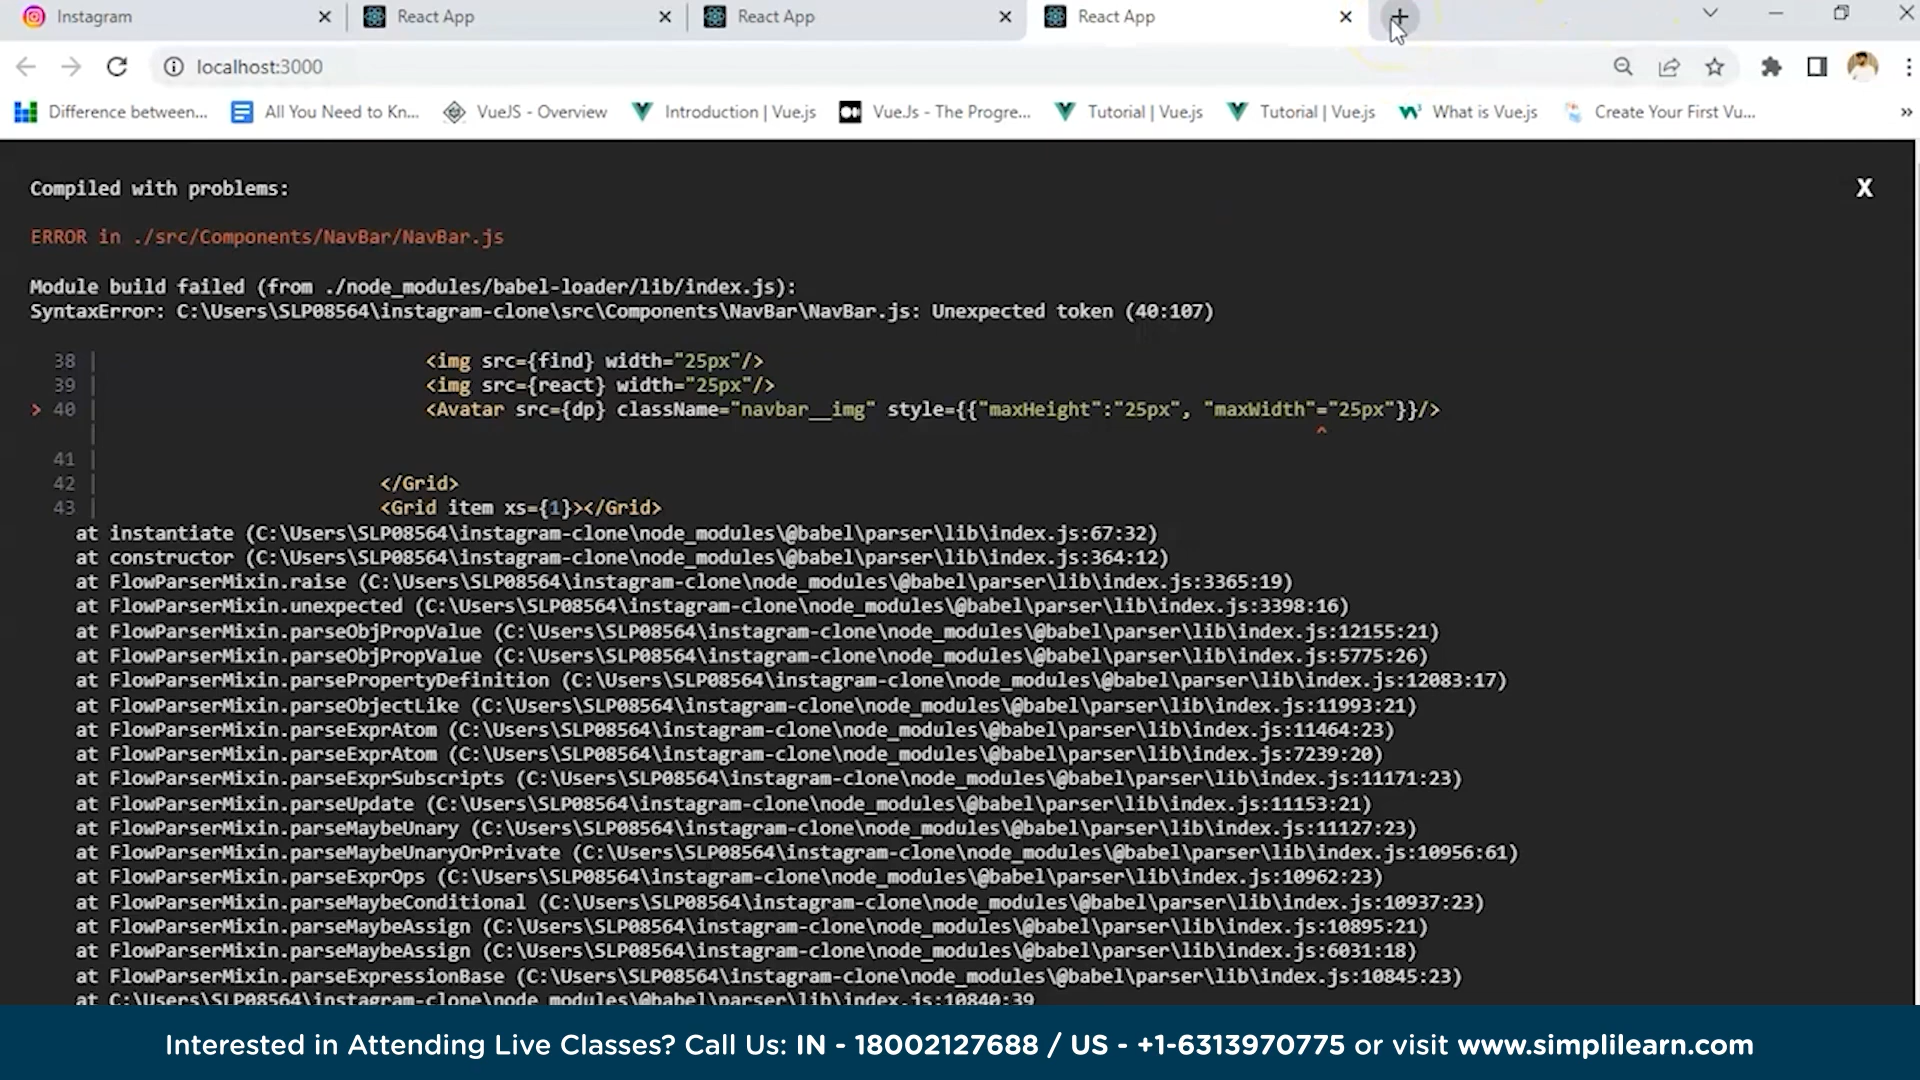 Instagram
React App
React App
React App
localhost:3000
Difference between...
All You Need to Kn...
VueJS - Overview
Introduction | Vue.js
VueJs - The Progre...
Tutorial | Vue.js
Tutorial | Vue.js
What is Vue.js
Create Your First Vu...
»
Compiled with problems:
X
ERROR in ./src/Components/NavBar/NavBar.js
Module build failed (from ./node_modules/babel-loader/lib/index.js):
SyntaxError: C:\Users\SLP08564\instagram-clone\src\Components\NavBar\NavBar.js: Unexpected token (40:107)
38 | <img src={find} width="25px"/>
39 | <img src={react} width="25px"/>
> 40 | <Avatar src={dp} className="navbar__img" style={{"maxHeight":"25px", "maxWidth"="25px"}}/>
| ^
41 |
42 | </Grid>
43 | <Grid item xs={1}></Grid>
at instantiate (C:\Users\SLP08564\instagram-clone\node_modules\@babel\parser\lib\index.js:67:32)
at constructor (C:\Users\SLP08564\instagram-clone\node_modules\@babel\parser\lib\index.js:364:12)
at FlowParserMixin.raise (C:\Users\SLP08564\instagram-clone\node_modules\@babel\parser\lib\index.js:3365:19)
at FlowParserMixin.unexpected (C:\Users\SLP08564\instagram-clone\node_modules\@babel\parser\lib\index.js:3398:16)
at FlowParserMixin.parseObjPropValue (C:\Users\SLP08564\instagram-clone\node_modules\@babel\parser\lib\index.js:12155:21)
at FlowParserMixin.parseObjPropValue (C:\Users\SLP08564\instagram-clone\node_modules\@babel\parser\lib\index.js:5775:26)
at FlowParserMixin.parsePropertyDefinition (C:\Users\SLP08564\instagram-clone\node_modules\@babel\parser\lib\index.js:12083:17)
at FlowParserMixin.parseObjectLike (C:\Users\SLP08564\instagram-clone\node_modules\@babel\parser\lib\index.js:11993:21)
at FlowParserMixin.parseExprAtom (C:\Users\SLP08564\instagram-clone\node_modules\@babel\parser\lib\index.js:11464:23)
at FlowParserMixin.parseExprAtom (C:\Users\SLP08564\instagram-clone\node_modules\@babel\parser\lib\index.js:7239:20)
at FlowParserMixin.parseExprSubscripts (C:\Users\SLP08564\instagram-clone\node_modules\@babel\parser\lib\index.js:11171:23)
at FlowParserMixin.parseUpdate (C:\Users\SLP08564\instagram-clone\node_modules\@babel\parser\lib\index.js:11153:21)
at FlowParserMixin.parseMaybeUnary (C:\Users\SLP08564\instagram-clone\node_modules\@babel\parser\lib\index.js:11127:23)
at FlowParserMixin.parseMaybeUnaryOrPrivate (C:\Users\SLP08564\instagram-clone\node_modules\@babel\parser\lib\index.js:10956:61)
at FlowParserMixin.parseExprOps (C:\Users\SLP08564\instagram-clone\node_modules\@babel\parser\lib\index.js:10962:23)
at FlowParserMixin.parseMaybeConditional (C:\Users\SLP08564\instagram-clone\node_modules\@babel\parser\lib\index.js:10937:23)
at FlowParserMixin.parseMaybeAssign (C:\Users\SLP08564\instagram-clone\node_modules\@babel\parser\lib\index.js:10895:21)
at FlowParserMixin.parseMaybeAssign (C:\Users\SLP08564\instagram-clone\node_modules\@babel\parser\lib\index.js:6031:18)
at FlowParserMixin.parseExpressionBase (C:\Users\SLP08564\instagram-clone\node_modules\@babel\parser\lib\index.js:10845:23)
at C:\Users\SLP08564\instagram-clone\node_modules\@babel\parser\lib\index.js:10840:39
Interested in Attending Live Classes? Call Us: IN - 18002127688 / US - +1-6313970775 or visit www.simplilearn.com